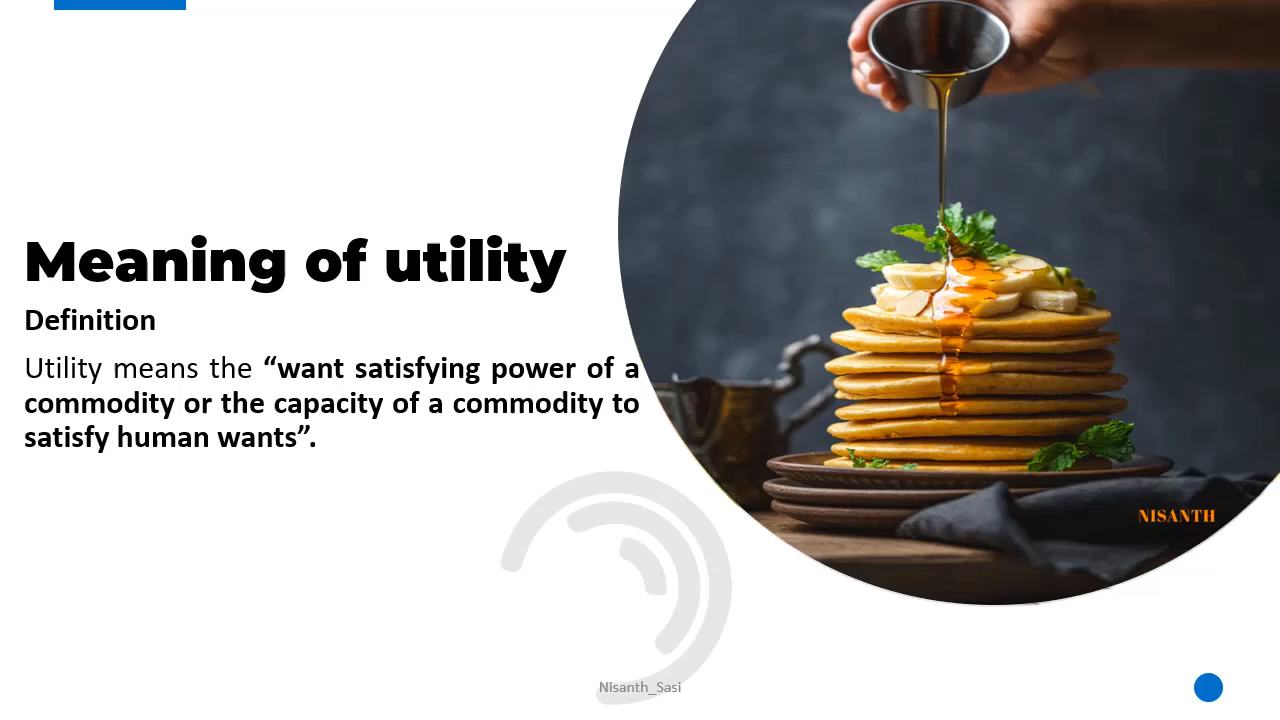 Meaning of utility
Definition
Utility means the “want satisfying power of a
commodity or the capacity of a commodity to
satisfy human wants”.
NISANTH
Nisanth_Sasi